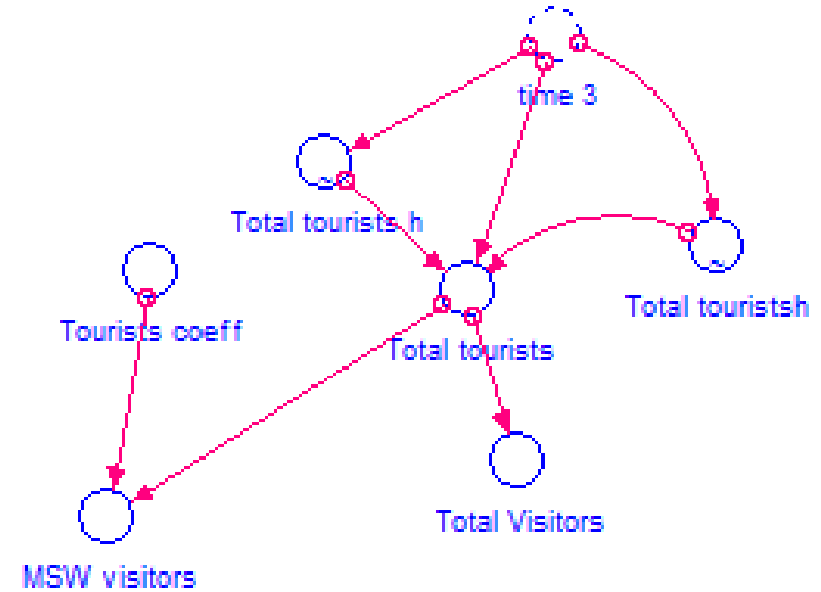 time 3
Total tourists h
Total touristsh
Tourists coeff
Total tourists
Total Visitors
MSW visitors